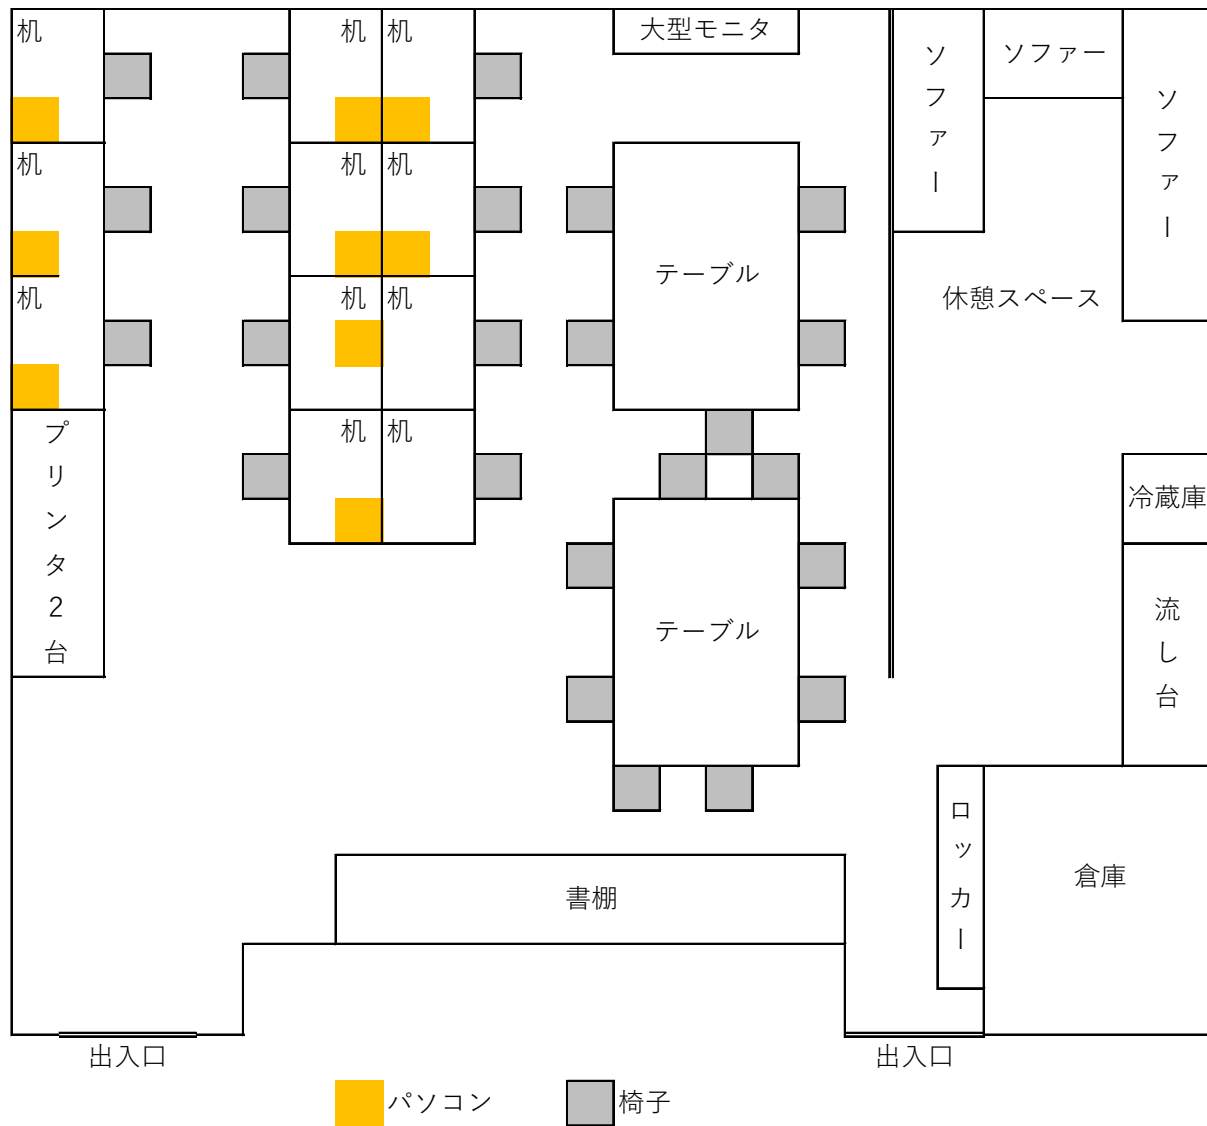 机
机
机
大型モニタ
ソファー
ソファー
ソファー
机
机
机
テーブル
休憩スペース
机
机
机
プリンタ２台
机
机
冷蔵庫
流し台
テーブル
ロッカー
倉庫
書棚
出入口
出入口
パソコン
椅子